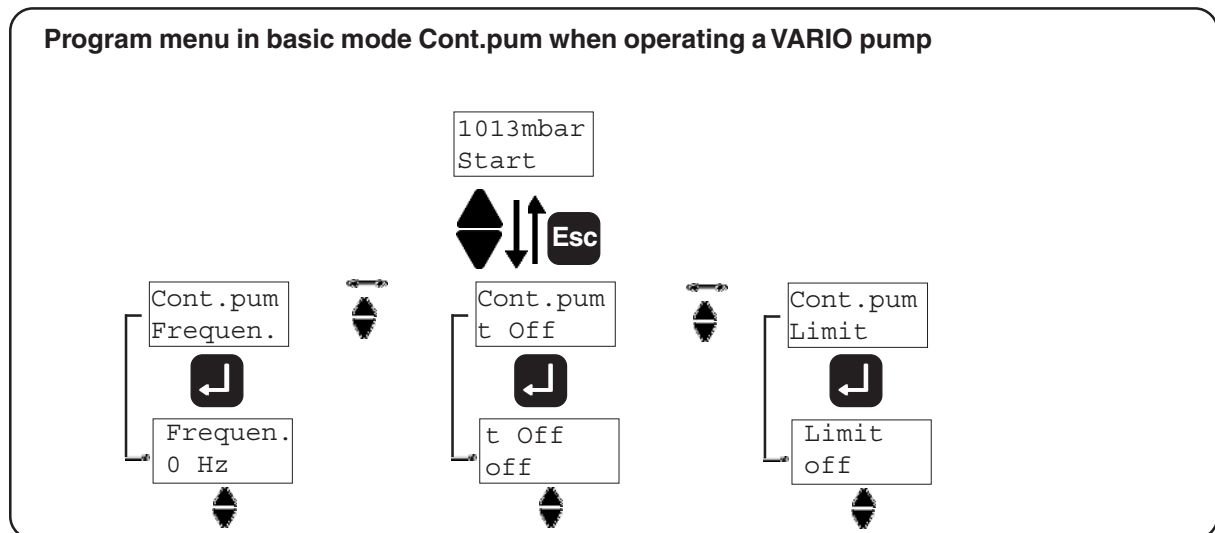 Program menu in basic mode Cont.pum when operating a VARIO pump
1013mbar
Start
Esc
Cont.pum
Frequen.
Cont.pum
t Off
Cont.pum
Limit
Frequen.
0 Hz
t Off
off
Limit
off